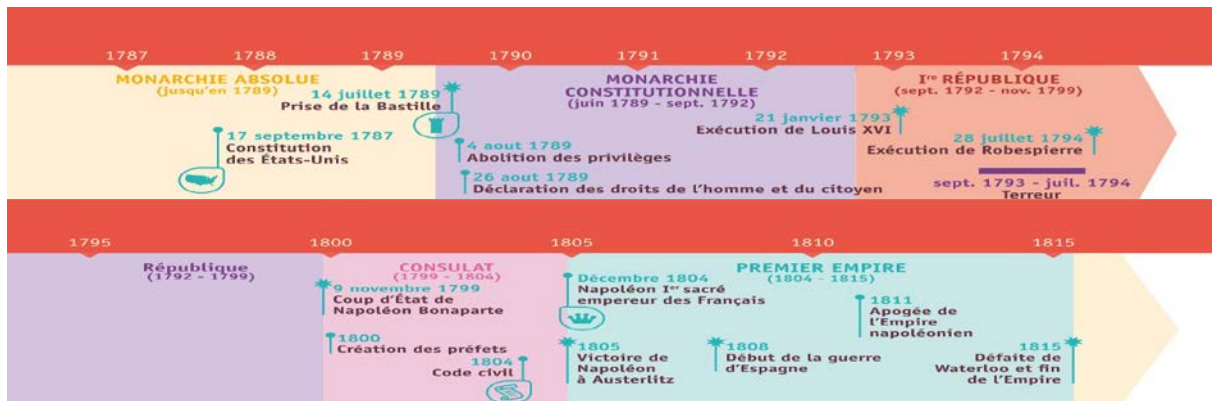 1787 1788 1789 1790 1791 1792 1793 1794
MONARCHIE ABSOLUE
(jusqu'en 1789)
14 juillet 1789
Prise de la Bastille
17 septembre 1787
Constitution
des États-Unis
MONARCHIE
CONSTITUTIONNELLE
(juin 1789 - sept. 1792)
4 aout 1789
Abolition des privilèges
26 aout 1789
Déclaration des droits de l'homme et du citoyen
Ire RÉPUBLIQUE
(sept. 1792 - nov. 1799)
21 janvier 1793
Exécution de Louis XVI
28 juillet 1794
Exécution de Robespierre
sept. 1793 - juil. 1794
Terreur
1795 1800 1805 1810 1815
République
(1792 - 1799)
CONSULAT
(1799 - 1804)
9 novembre 1799
Coup d'État de
Napoléon Bonaparte
1800
Création des préfets
1804
Code civil
PREMIER EMPIRE
(1804 - 1815)
Décembre 1804
Napoléon Ier sacré
empereur des Français
1805
Victoire de
Napoléon
à Austerlitz
1808
Début de la guerre
d'Espagne
1811
Apogée de
l'Empire
napoléonien
1815
Défaite de
Waterloo et fin
de l'Empire